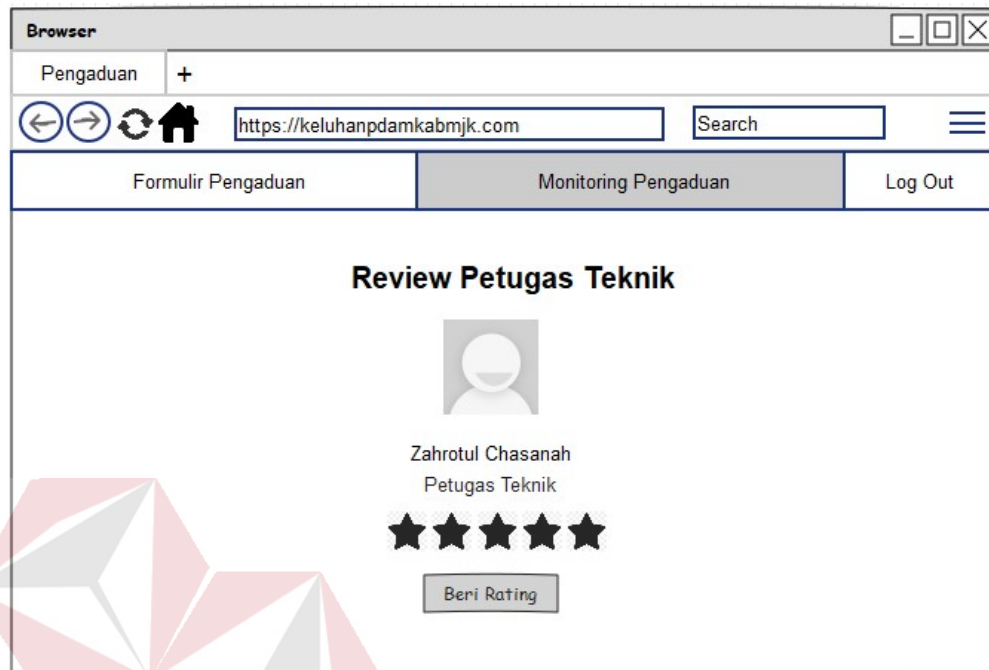 Browser
Pengaduan +
https://keluhanpdamkabmjk.com Search
Formulir Pengaduan Monitoring Pengaduan Log Out
Review Petugas Teknik
Zahrotul Chasanah
Petugas Teknik
Beri Rating